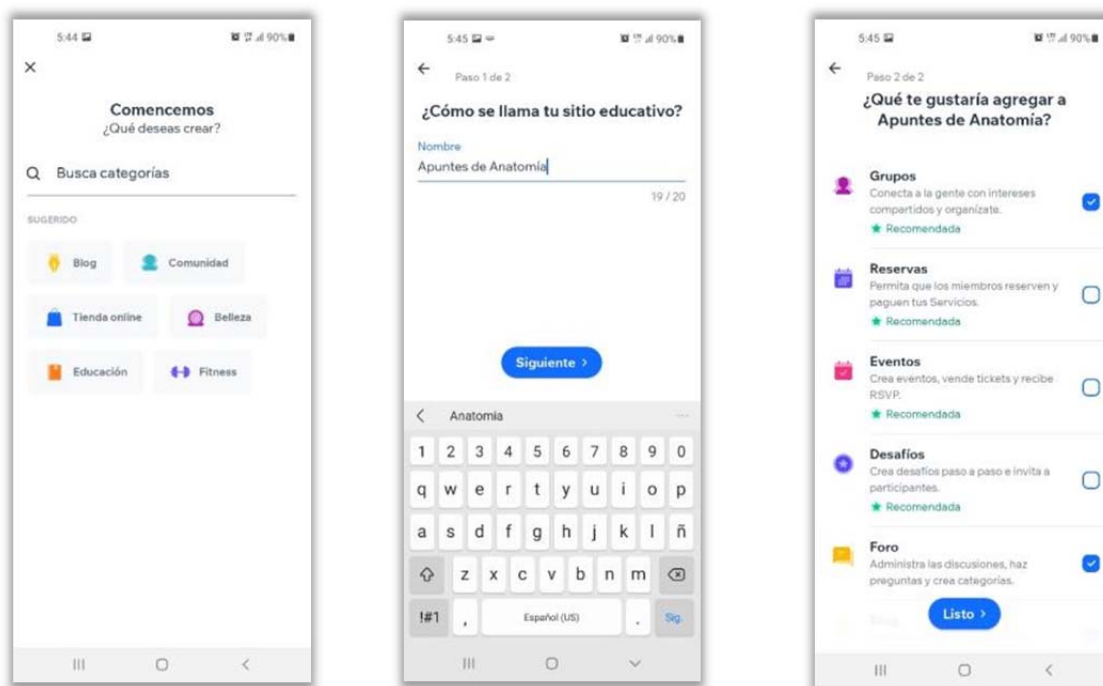 5:44
90%
Comencemos
¿Qué deseas crear?
Busca categorías
SUGERIDO
Blog
Comunidad
Tienda online
Belleza
Educación
Fitness
5:45
90%
Paso 1 de 2
¿Cómo se llama tu sitio educativo?
Nombre
Apuntes de Anatomía
19 / 20
Siguiente >
Anatomia
1 2 3 4 5 6 7 8 9 0
q w e r t y u i o p
a s d f g h j k l ñ
z x c v b n m
!#1 , Español (US) . Sig.
5:45
90%
Paso 2 de 2
¿Qué te gustaría agregar a
Apuntes de Anatomía?
Grupos
Conecta a la gente con intereses
compartidos y organízate.
Recomendada
Reservas
Permita que los miembros reserven y
paguen tus Servicios.
Recomendada
Eventos
Crea eventos, vende tickets y recibe
RSVP.
Recomendada
Desafíos
Crea desafíos paso a paso e invita a
participantes.
Recomendada
Foro
Administra las discusiones, haz
preguntas y crea categorías.
Listo >